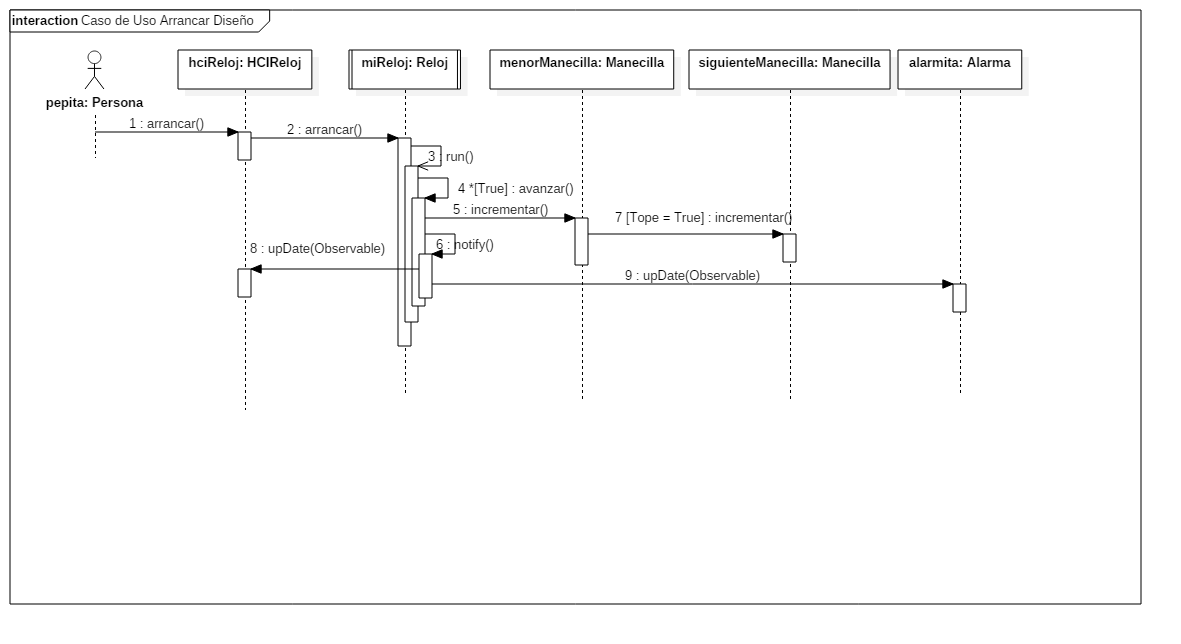 interaction Caso de Uso Arrancar Diseño
hciReloj: HCIReloj
miReloj: Reloj
menorManecilla: Manecilla
siguienteManecilla: Manecilla
alarmita: Alarma
pepita: Persona
1 : arrancar()
2 : arrancar()
3 : run()
4 *[True] : avanzar()
5 : incrementar()
7 [Tope = True] : incrementar()
6 : notify()
8 : upDate(Observable)
9 : upDate(Observable)